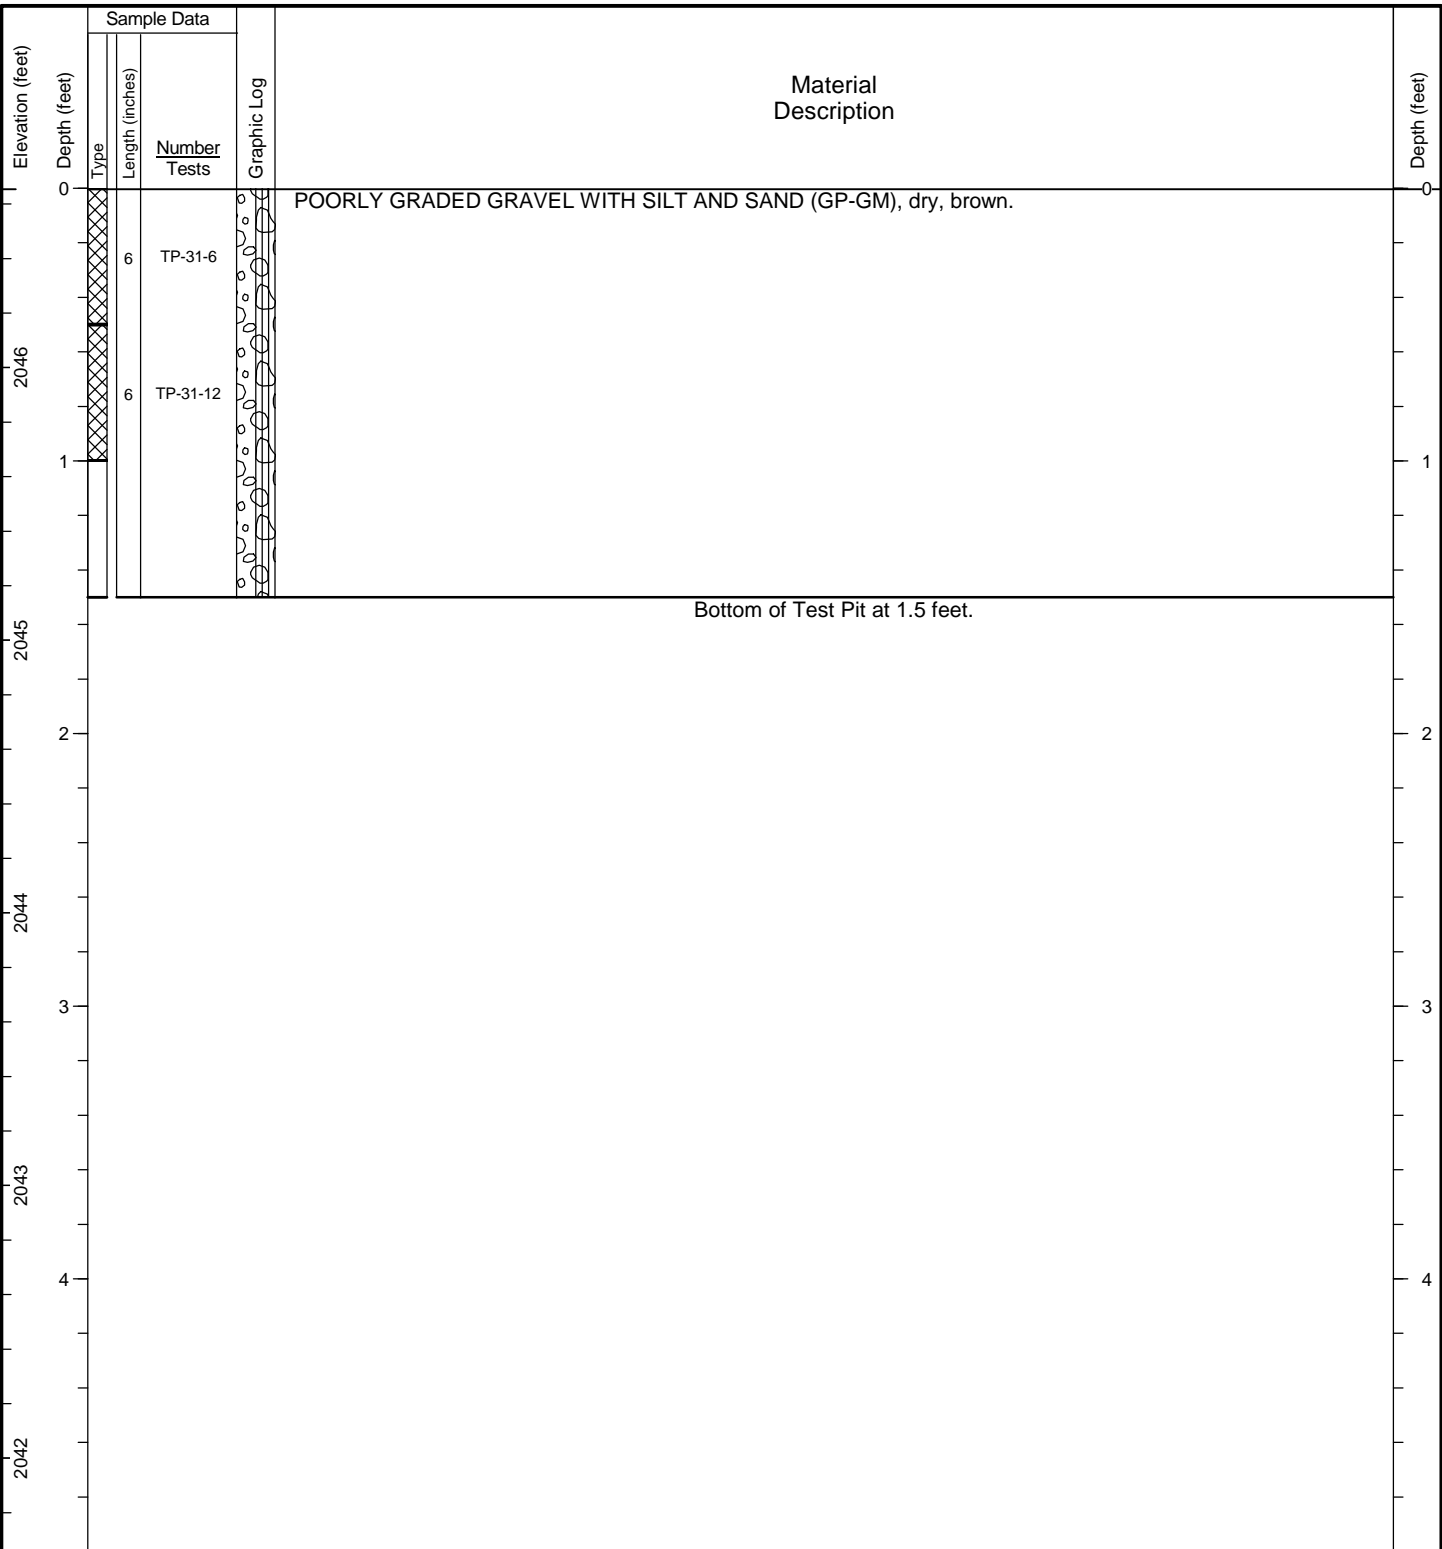 Sample Data
Elevation (feet)
Depth (feet)
Type
Length (inches)
Number
Tests
Graphic Log
Material
Description
Depth (feet)
0
POORLY GRADED GRAVEL WITH SILT AND SAND (GP-GM), dry, brown.
0
6
TP-31-6
2046
6
TP-31-12
1
1
Bottom of Test Pit at 1.5 feet.
2045
2
2
2044
3
3
2043
4
4
2042